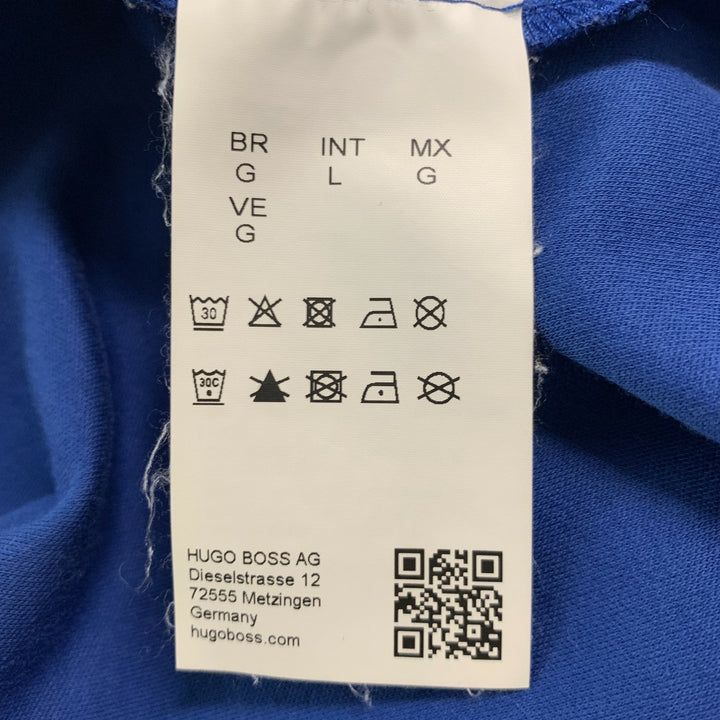 BR INT MX
G L G
VE
G
30
30C
HUGO BOSS AG
Dieselstrasse 12
72555 Metzingen
Germany
hugoboss.com